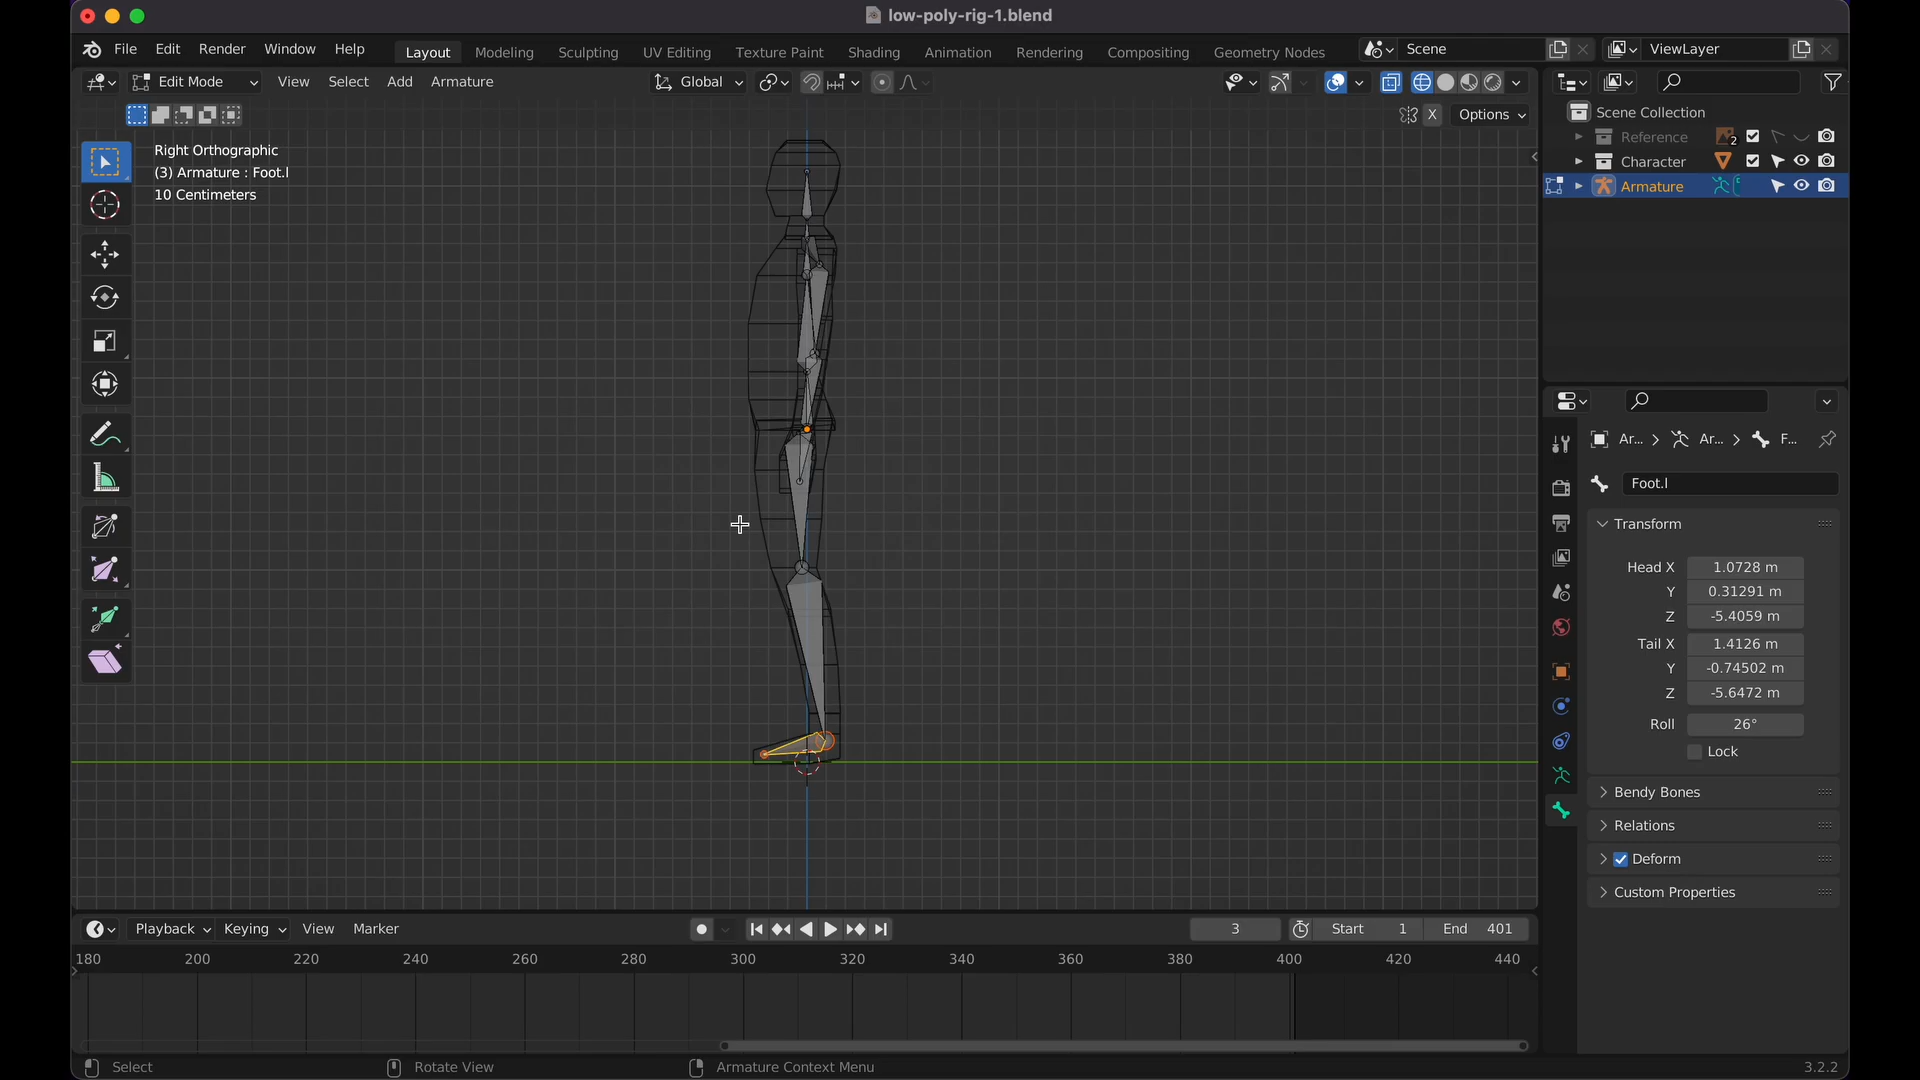 low-poly-rig-1.blend
File Edit Render Window Help Layout Modeling Sculpting UV Editing Texture Paint Shading Animation Rendering Compositing Geometry Nodes Scene ViewLayer
Edit Mode View Select Add Armature Global
X Options
Right Orthographic
(3) Armature : Foot.l
10 Centimeters
Scene Collection
Reference 2
Character
Armature
Ar... Ar... F...
Foot.l
Transform
Head X 1.0728 m
Y 0.31291 m
Z -5.4059 m
Tail X 1.4126 m
Y -0.74502 m
Z -5.6472 m
Roll 26°
Lock
Bendy Bones
Relations
Deform
Custom Properties
Playback Keying View Marker 3 Start 1 End 401
180 200 220 240 260 280 300 320 340 360 380 400 420 440
Select Rotate View Armature Context Menu 3.2.2